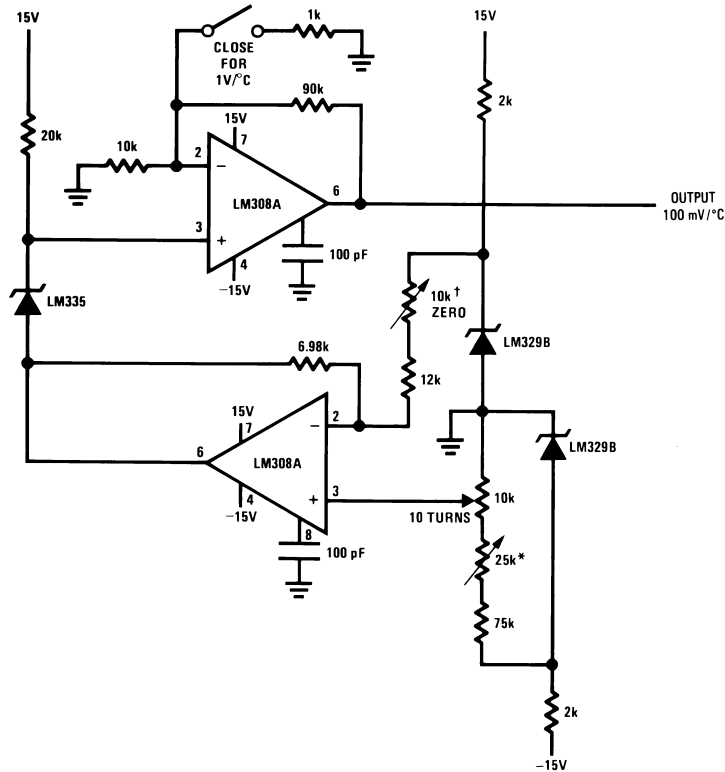 15V
1k
15V
CLOSE
FOR
1V/°C
90k
2k
20k
15V
7
10k
2
−
6
LM308A
OUTPUT
100 mV/°C
3
+
4
−15V
100 pF
10k†
ZERO
LM335
LM329B
6.98k
12k
15V
7
2
−
LM329B
6
LM308A
3
+
10k
4
−15V
10 TURNS
8
100 pF
25k*
75k
2k
−15V